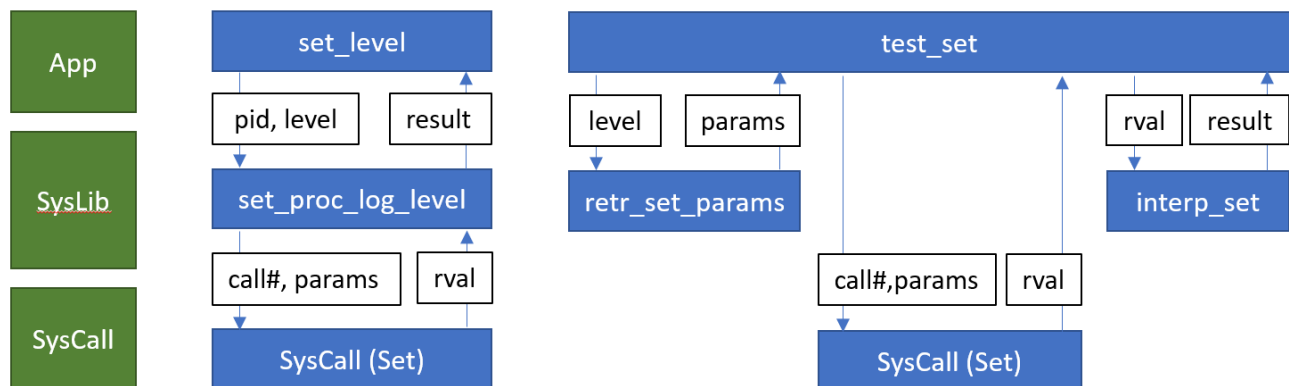 App
set_level
test_set
pid, level
result
level
params
rval
result
SysLib
set_proc_log_level
retr_set_params
interp_set
call#, params
rval
call#,params
rval
SysCall
SysCall (Set)
SysCall (Set)